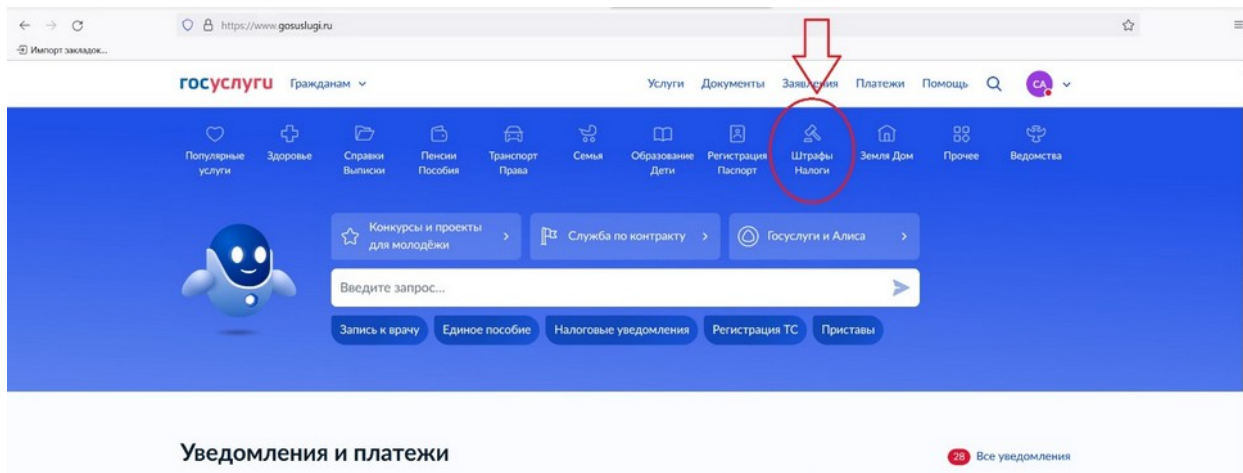 https://www.gosuslugi.ru
Импорт закладок...
госуслуги Гражданам Услуги Документы Заявления Платежи Помощь СА
Популярные услуги
Здоровье
Справки Выписки
Пенсии Пособия
Транспорт Права
Семья
Образование Дети
Регистрация Паспорт
Штрафы Налоги
Земля Дом
Прочее
Ведомства
Конкурсы и проекты
для молодёжи
Служба по контракту
Госуслуги и Алиса
Введите запрос...
Запись к врачу Единое пособие Налоговые уведомления Регистрация ТС Приставы
Уведомления и платежи
28 Все уведомления